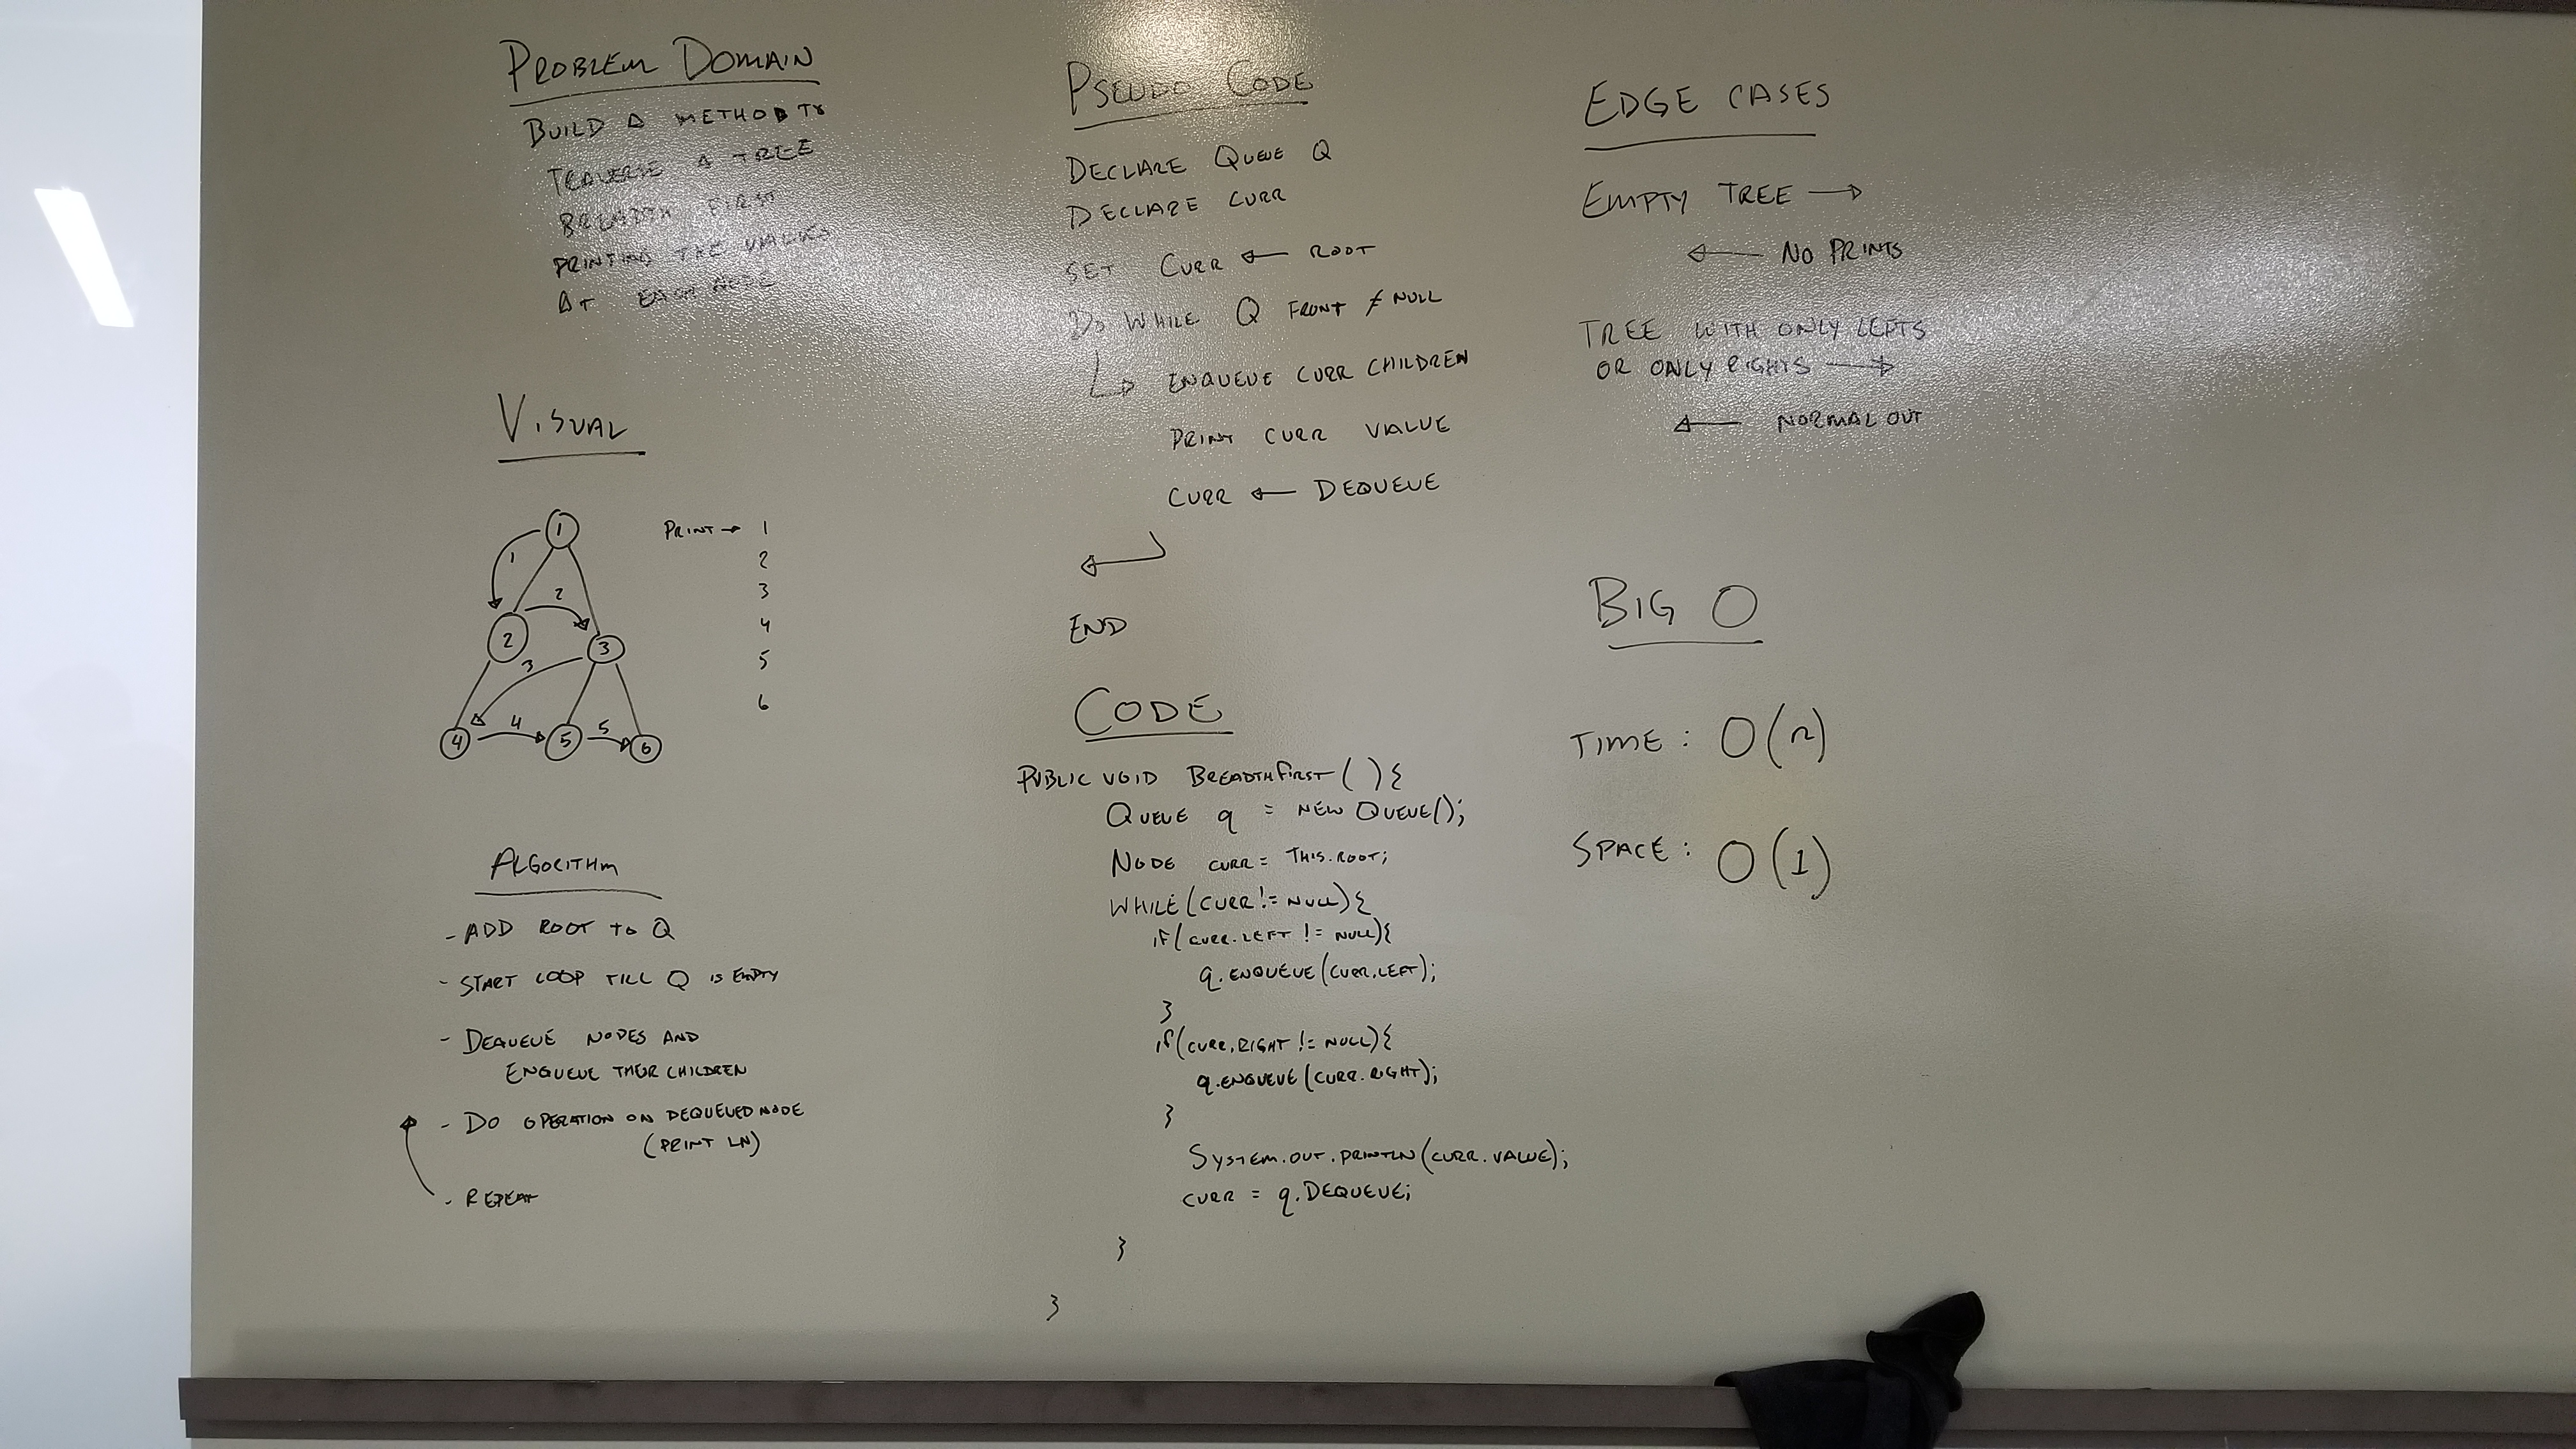 PROBLEM DOMAIN
BUILD A METHOD TO
TRAVERSE A TREE
BREADTH FIRST
PRINTING THE VALUES
AT EACH NODE
VISUAL
1
1
2
2
3
3
4
4
5
5
6
PRINT → 1
2
3
4
5
6
ALGORITHM
- ADD ROOT TO Q
- START LOOP TILL Q IS EMPTY
- DEQUEUE NODES AND
ENQUEUE THEIR CHILDREN
- DO OPERATION ON DEQUEUED NODE
(PRINT LN)
- REPEAT
PSEUDO CODE
DECLARE QUEUE Q
DECLARE CURR
SET CURR ← ROOT
DO WHILE Q FRONT ≠ NULL
↳ ENQUEUE CURR CHILDREN
PRINT CURR VALUE
CURR ← DEQUEUE
END
CODE
PUBLIC VOID BREADTHFIRST( ){
QUEUE q = NEW QUEUE();
NODE CURR = THIS.ROOT;
WHILE(CURR != NULL){
if(CURR.LEFT != NULL){
q.ENQUEUE(CURR.LEFT);
}
if(CURR.RIGHT != NULL){
q.ENQUEUE(CURR.RIGHT);
}
SYSTEM.OUT.PRINTLN(CURR.VALUE);
CURR = q.DEQUEUE;
}
}
EDGE CASES
EMPTY TREE →
← NO PRINTS
TREE WITH ONLY LEFTS
OR ONLY RIGHTS →
← NORMAL OUT
BIG O
TIME: O(n)
SPACE: O(1)